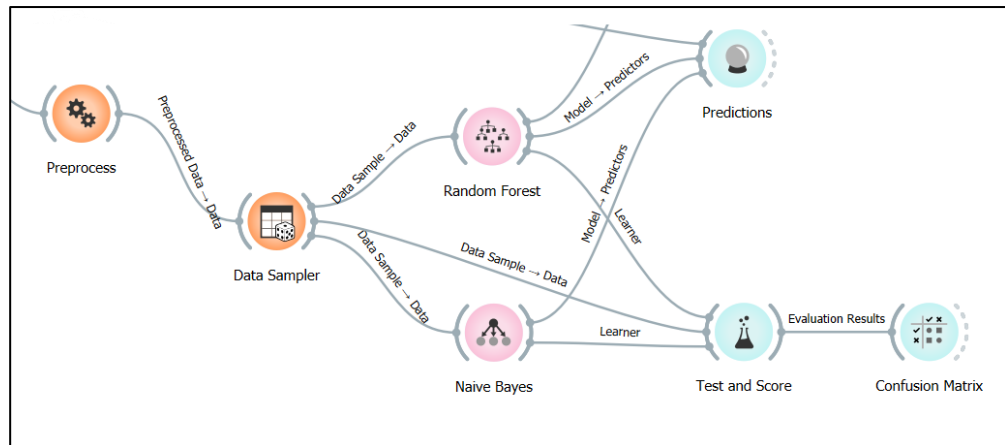 Predictions
Model → Predictors
Preprocess
Preprocessed Data → Data
Data Sample → Data
Random Forest
Data Sampler
Data Sample → Data
Data Sample → Data
Model → Predictors
Learner
Learner
Naive Bayes
Test and Score
Evaluation Results
Confusion Matrix